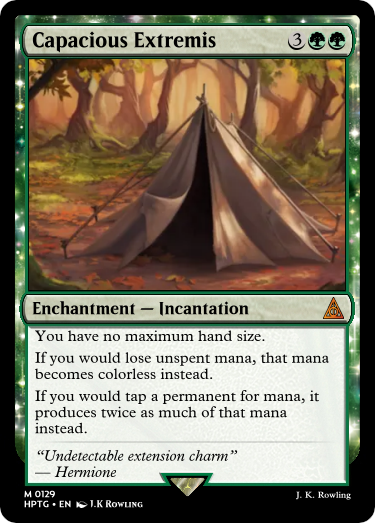 Capacious Extremis 3
Enchantment — Incantation
You have no maximum hand size.
If you would lose unspent mana, that mana
becomes colorless instead.
If you would tap a permanent for mana, it
produces twice as much of that mana
instead.
“Undetectable extension charm”
— Hermione
M 0129
HPTG • EN J.K Rowling
J. K. Rowling